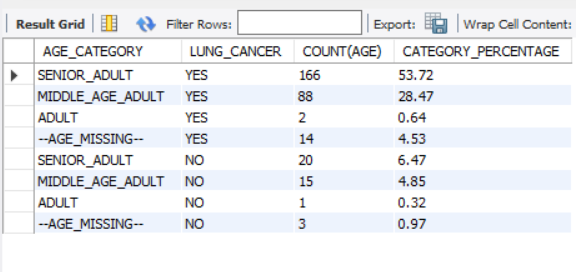 Result Grid Filter Rows: Export: Wrap Cell Content:
AGE_CATEGORY LUNG_CANCER COUNT(AGE) CATEGORY_PERCENTAGE
SENIOR_ADULT YES 166 53.72
MIDDLE_AGE_ADULT YES 88 28.47
ADULT YES 2 0.64
--AGE_MISSING-- YES 14 4.53
SENIOR_ADULT NO 20 6.47
MIDDLE_AGE_ADULT NO 15 4.85
ADULT NO 1 0.32
--AGE_MISSING-- NO 3 0.97